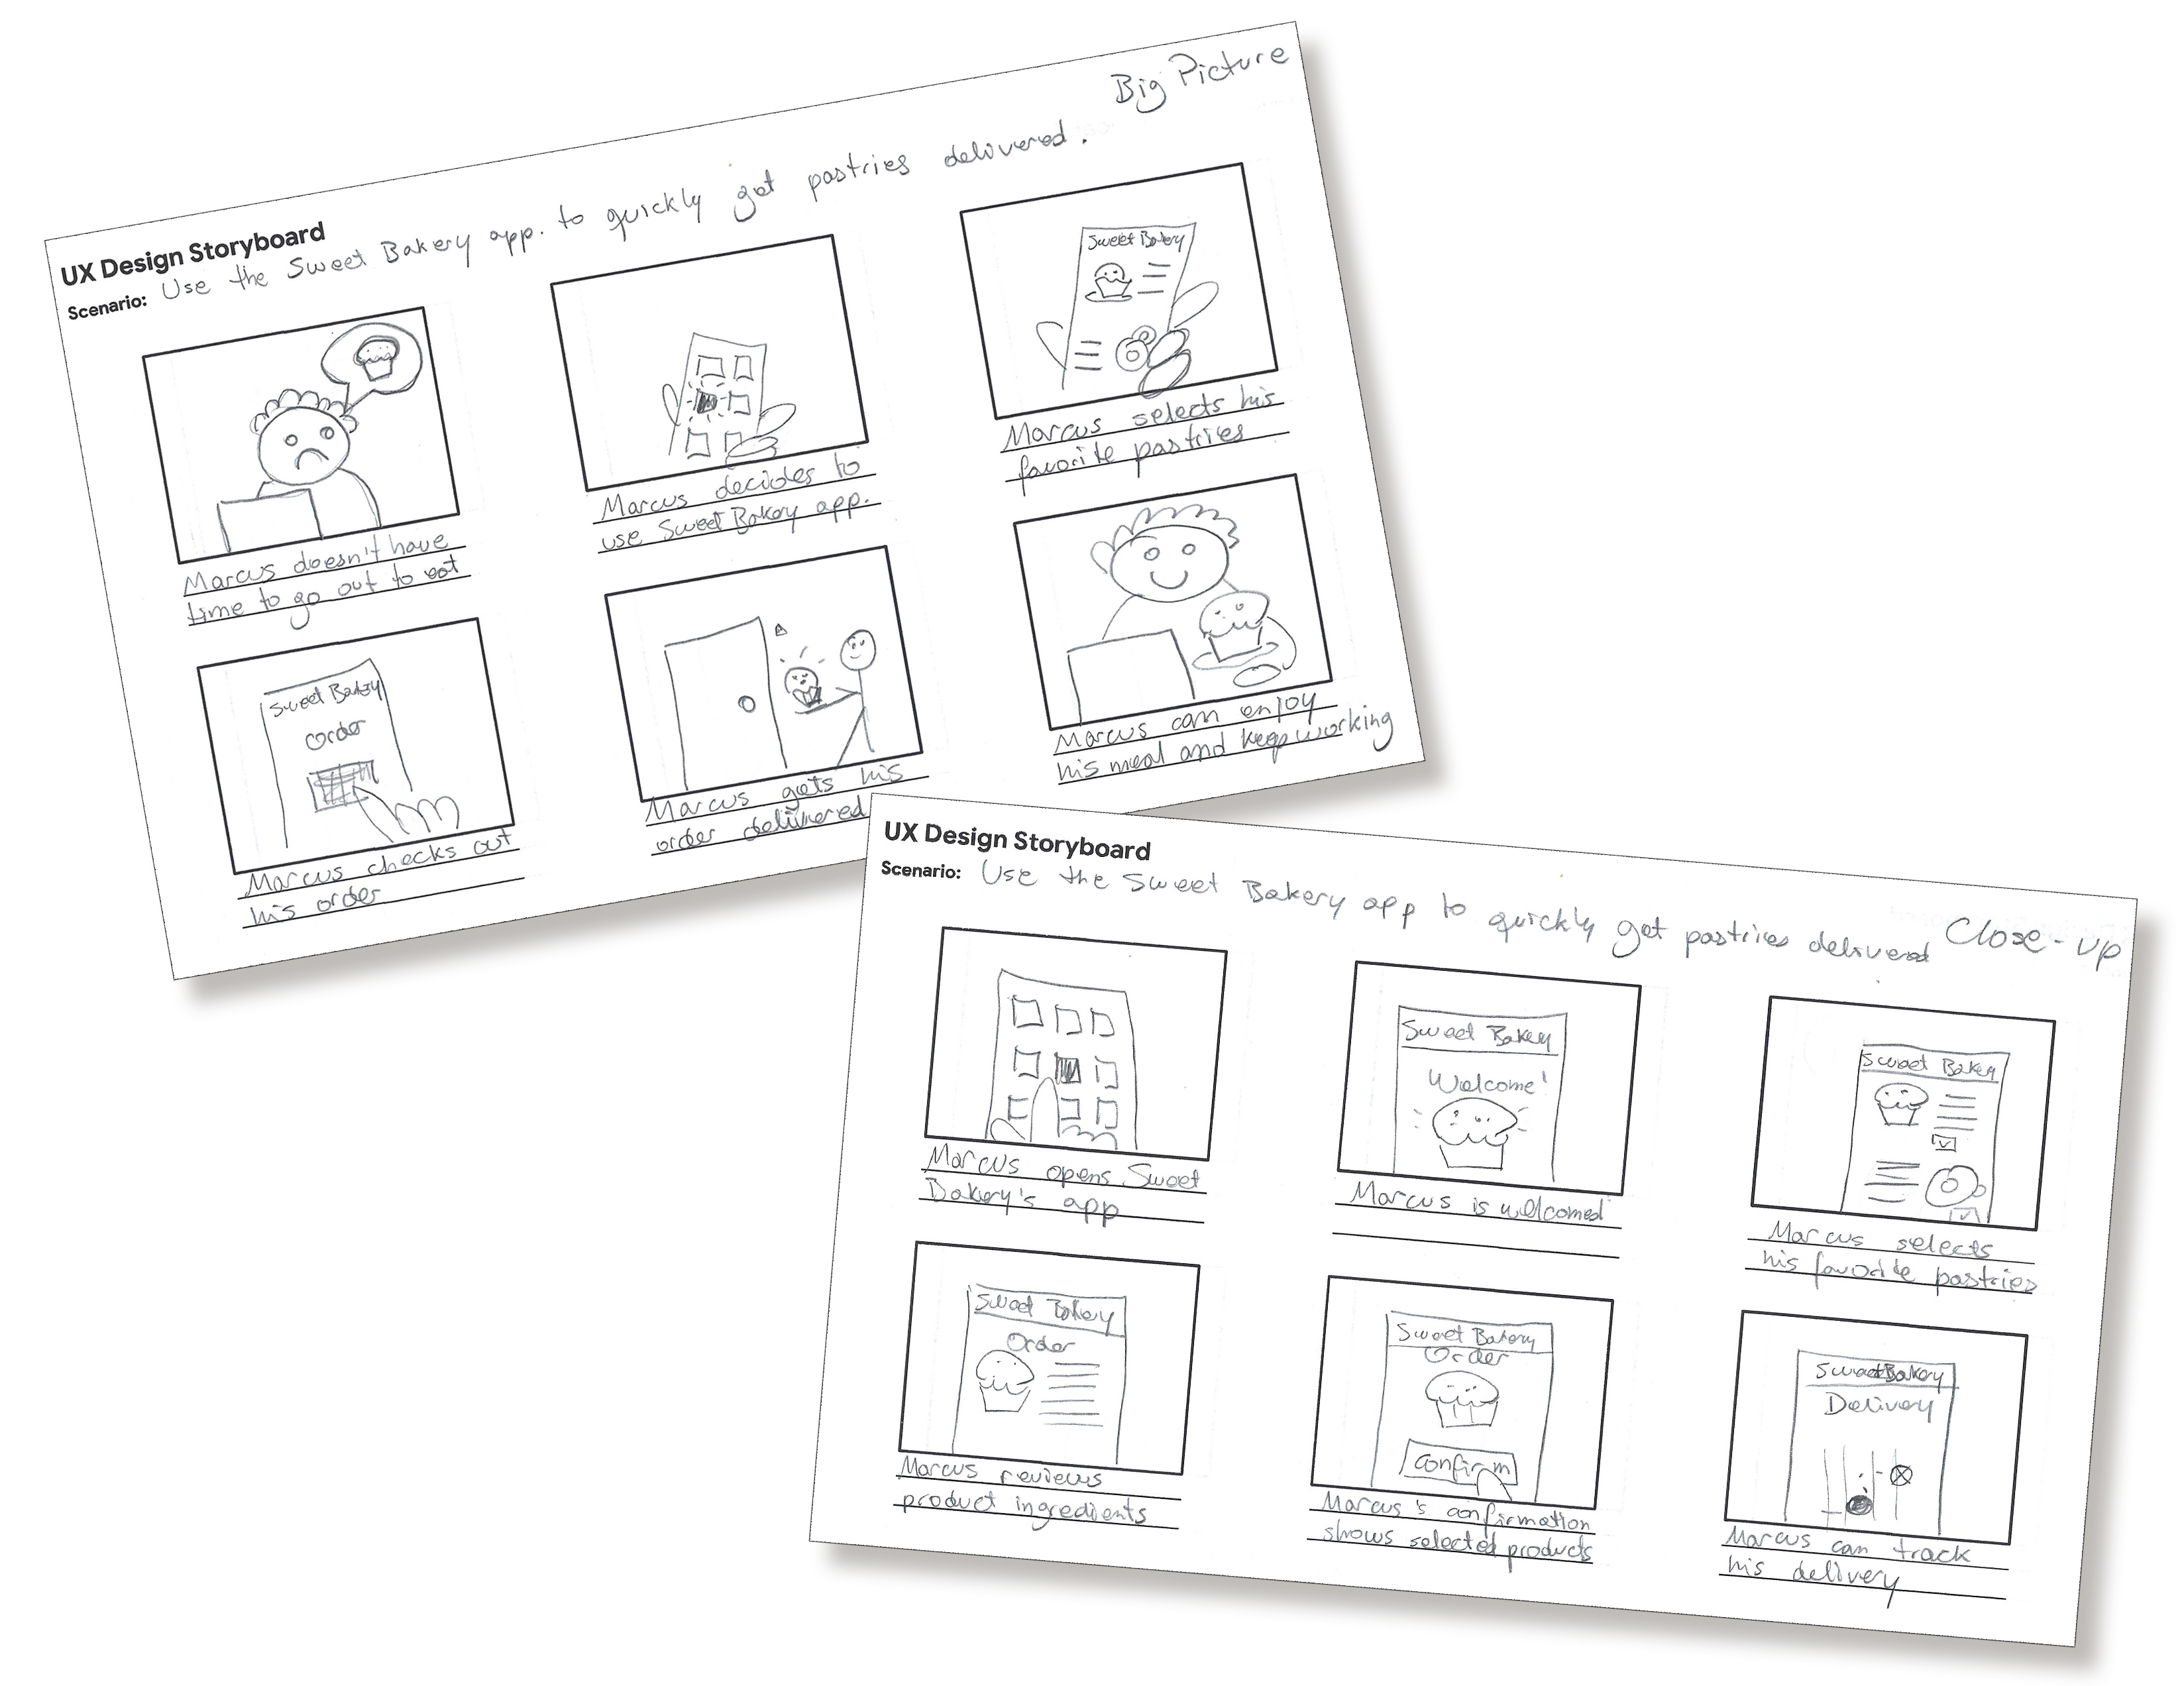 Big Picture
UX Design Storyboard
Scenario: Use the Sweet Bakery app. to quickly get pastries delivered.
Marcus doesn't have
time to go out to eat
Marcus decides to
use Sweet Bakery app.
Sweet Bakery
Marcus selects his
favorite pastries
Sweet Bakery
Order
Marcus checks out
his order
Marcus gets his
order delivered
Marcus can enjoy
his meal and keep working
UX Design Storyboard
Scenario: Use the Sweet Bakery app to quickly get pastries delivered
Close-up
Marcus opens Sweet
Bakery's app
Sweet Bakery
Welcome!
Marcus is welcomed
Sweet Bakery
Marcus selects
his favorite pastries
Sweet Bakery
Order
Marcus reviews
product ingredients
Sweet Bakery
Order
Confirm
Marcus's confirmation
shows selected products
Sweet Bakery
Delivery
Marcus can track
his delivery